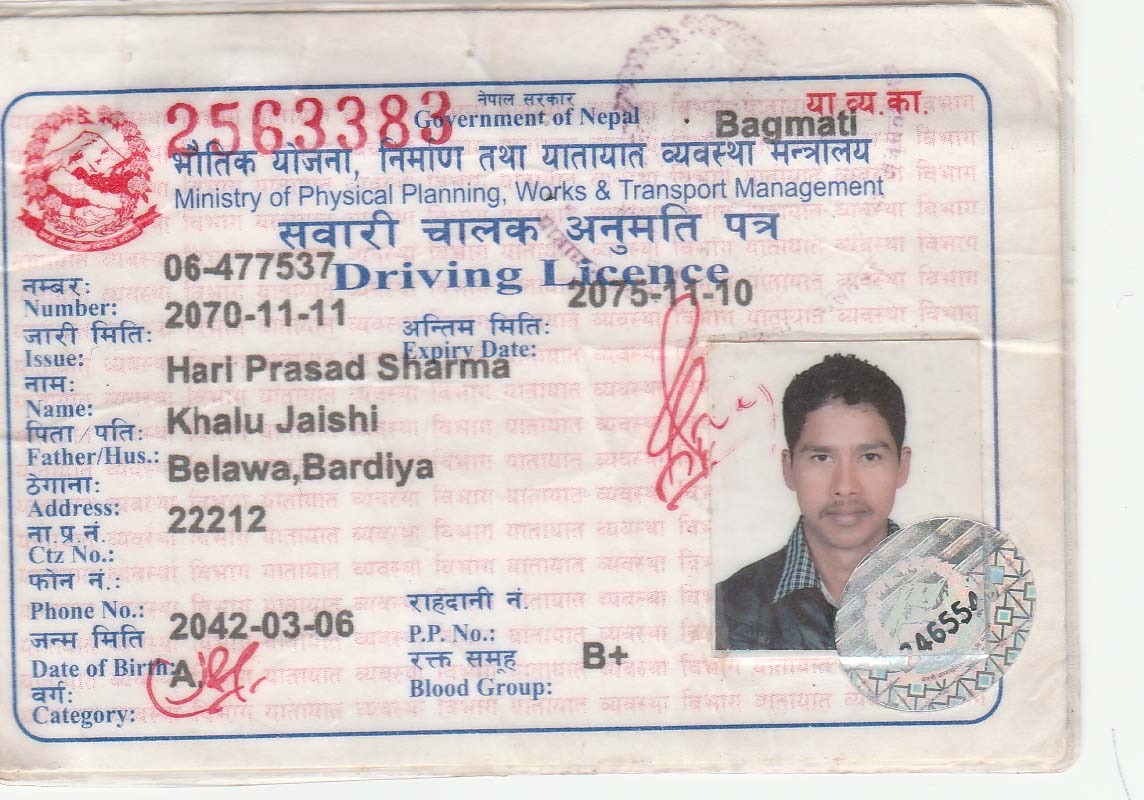 2563383
नेपाल सरकार
Government of Nepal
या.व्य.का.
Bagmati
भौतिक योजना, निर्माण तथा यातायात व्यवस्था मन्त्रालय
Ministry of Physical Planning, Works & Transport Management
सवारी चालक अनुमति पत्र
Driving Licence
नम्बर:
Number:
06-477537
जारी मिति:
Issue:
2070-11-11
अन्तिम मिति:
Expiry Date:
2075-11-10
नाम:
Name:
Hari Prasad Sharma
पिता/पति:
Father/Hus.:
Khalu Jaishi
ठेगाना:
Address:
Belawa,Bardiya
ना.प्र.नं.
Ctz No.:
22212
फोन नं.:
Phone No.:
राहदानी नं.
P.P. No.:
जन्म मिति
Date of Birth:
2042-03-06
रक्त समूह
Blood Group:
B+
वर्ग:
Category:
A.